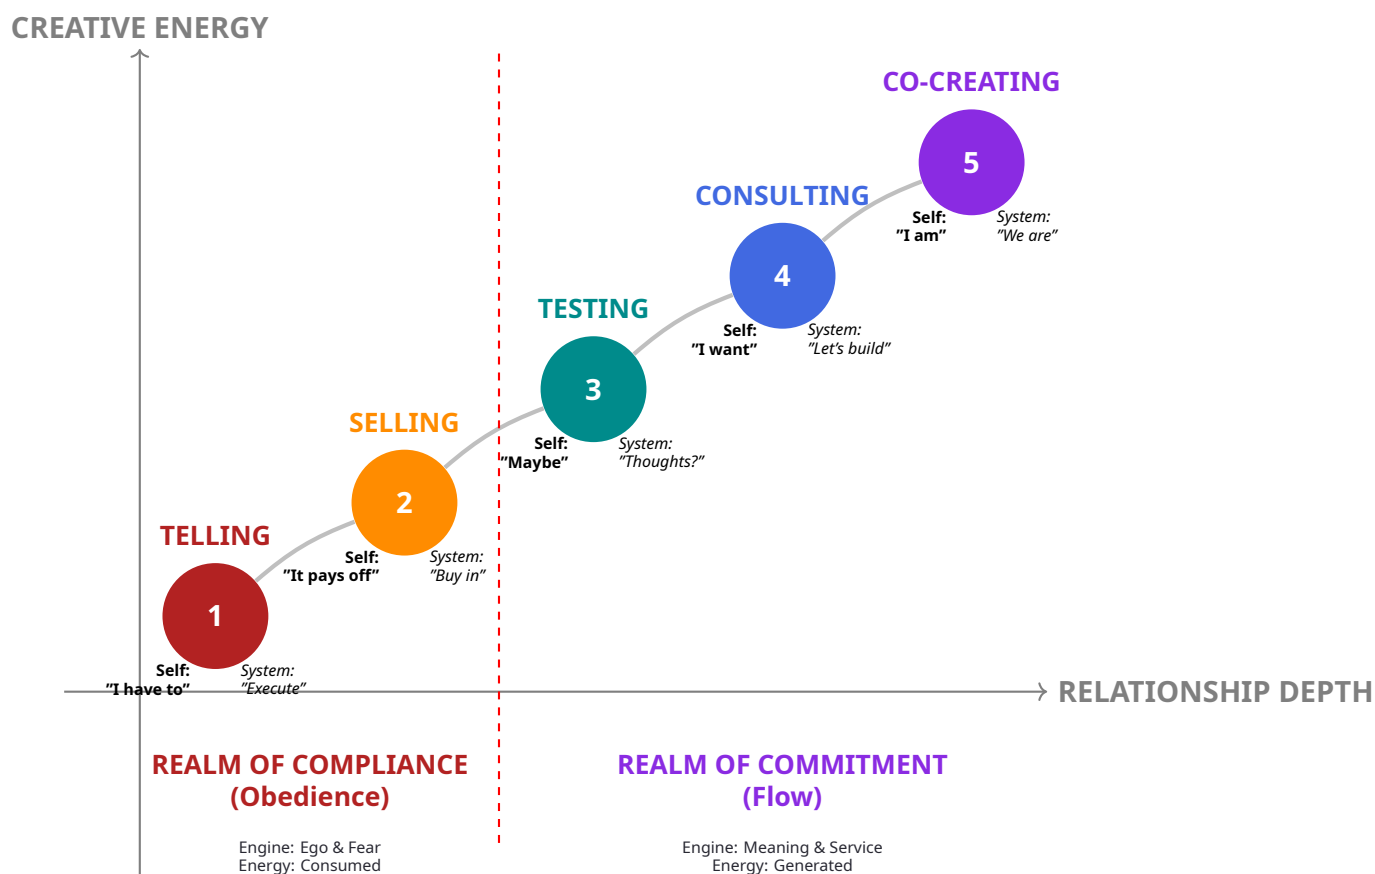 CREATIVE ENERGY
CO-CREATING
5
Self:
”I am”
System:
”We are”
CONSULTING
4
Self:
”I want”
System:
”Let’s build”
TESTING
3
Self:
”Maybe”
System:
”Thoughts?”
SELLING
2
Self:
”It pays off”
System:
”Buy in”
TELLING
1
Self:
”I have to”
System:
”Execute”
RELATIONSHIP DEPTH
REALM OF COMPLIANCE
(Obedience)
Engine: Ego & Fear
Energy: Consumed
REALM OF COMMITMENT
(Flow)
Engine: Meaning & Service
Energy: Generated